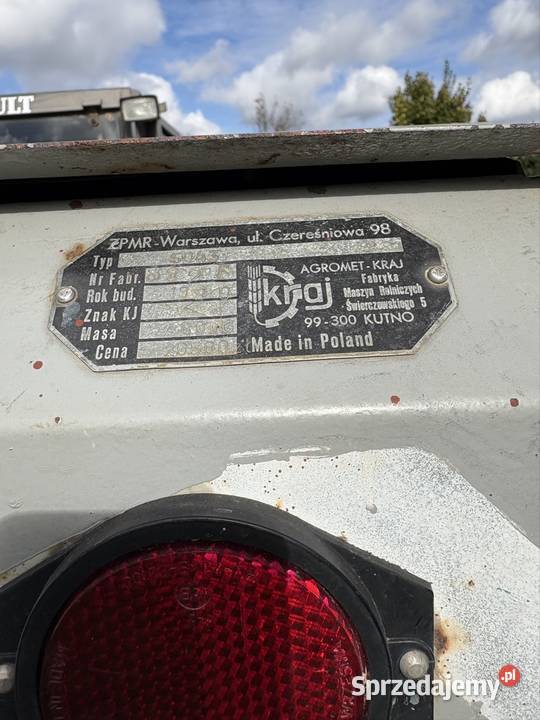 ULT
ZPMR-Warszawa, ul. Czereśniowa 98
Typ
Nr Fabr.
Rok bud.
Znak KJ
Masa
Cena
kraj
AGROMET-KRAJ
Fabryka
Maszyn Rolniczych
Świerczewskiego 5
99-300 KUTNO
Made in Poland
Sprzedajemy.pl